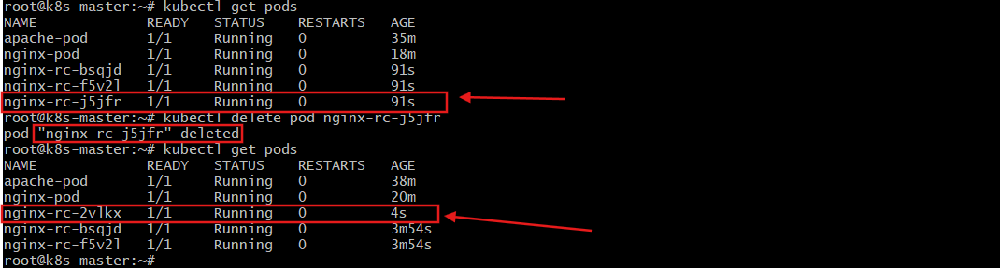 root@k8s-master:~# kubectl get pods
NAME READY STATUS RESTARTS AGE
apache-pod 1/1 Running 0 35m
nginx-pod 1/1 Running 0 18m
nginx-rc-bsqjd 1/1 Running 0 91s
nginx-rc-f5v2l 1/1 Running 0 91s
nginx-rc-j5jfr 1/1 Running 0 91s
root@k8s-master:~# kubectl delete pod nginx-rc-j5jfr
pod "nginx-rc-j5jfr" deleted
root@k8s-master:~# kubectl get pods
NAME READY STATUS RESTARTS AGE
apache-pod 1/1 Running 0 38m
nginx-pod 1/1 Running 0 20m
nginx-rc-2vlkx 1/1 Running 0 4s
nginx-rc-bsqjd 1/1 Running 0 3m54s
nginx-rc-f5v2l 1/1 Running 0 3m54s
root@k8s-master:~#